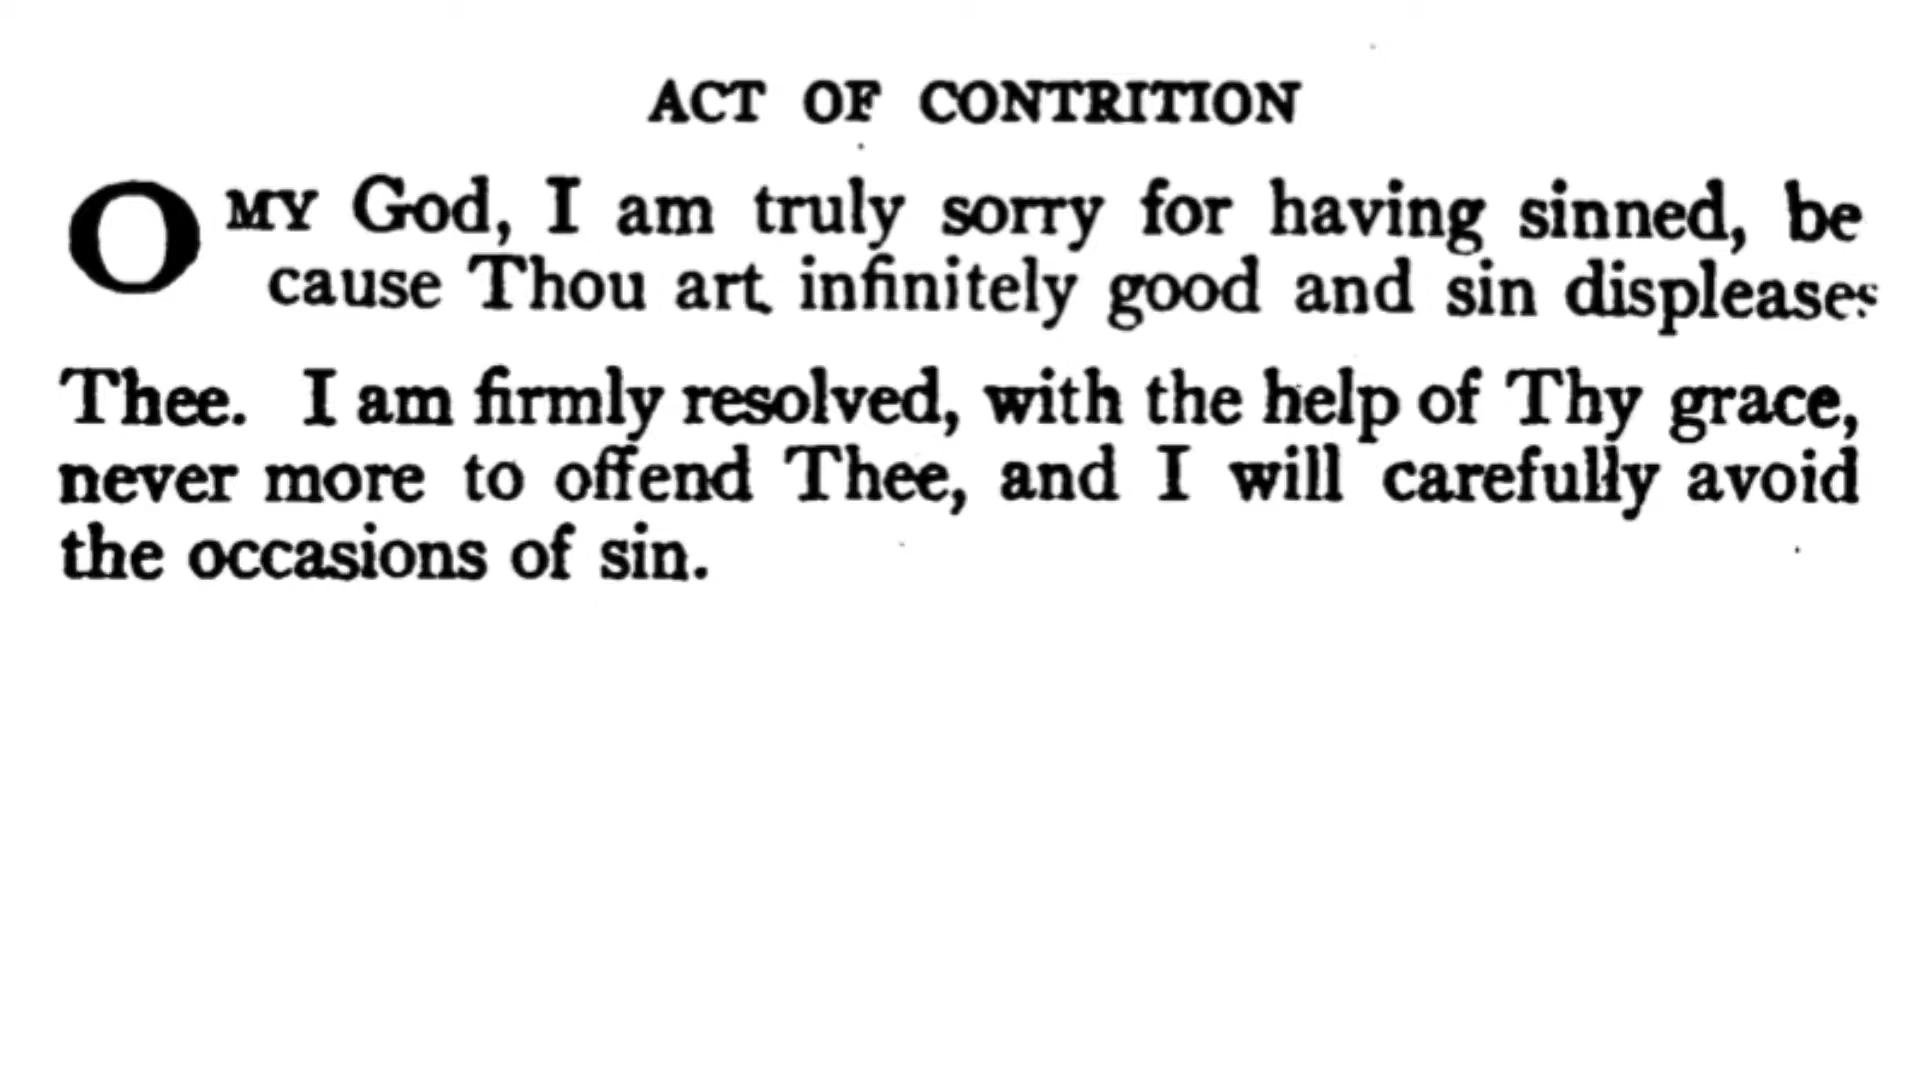 ACT OF CONTRITION
O MY God, I am truly sorry for having sinned, be
cause Thou art infinitely good and sin displeases
Thee. I am firmly resolved, with the help of Thy grace,
never more to offend Thee, and I will carefully avoid
the occasions of sin.